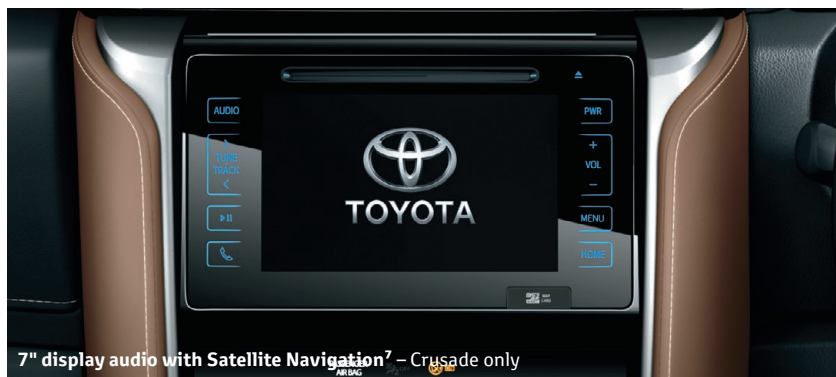 AUDIO
PWR
TUNE
TRACK
VOL
MENU
HOME
TOYOTA
MAP
CARD
7" display audio with Satellite Navigation⁷ – Crusade only
PASSENGER
AIR BAG